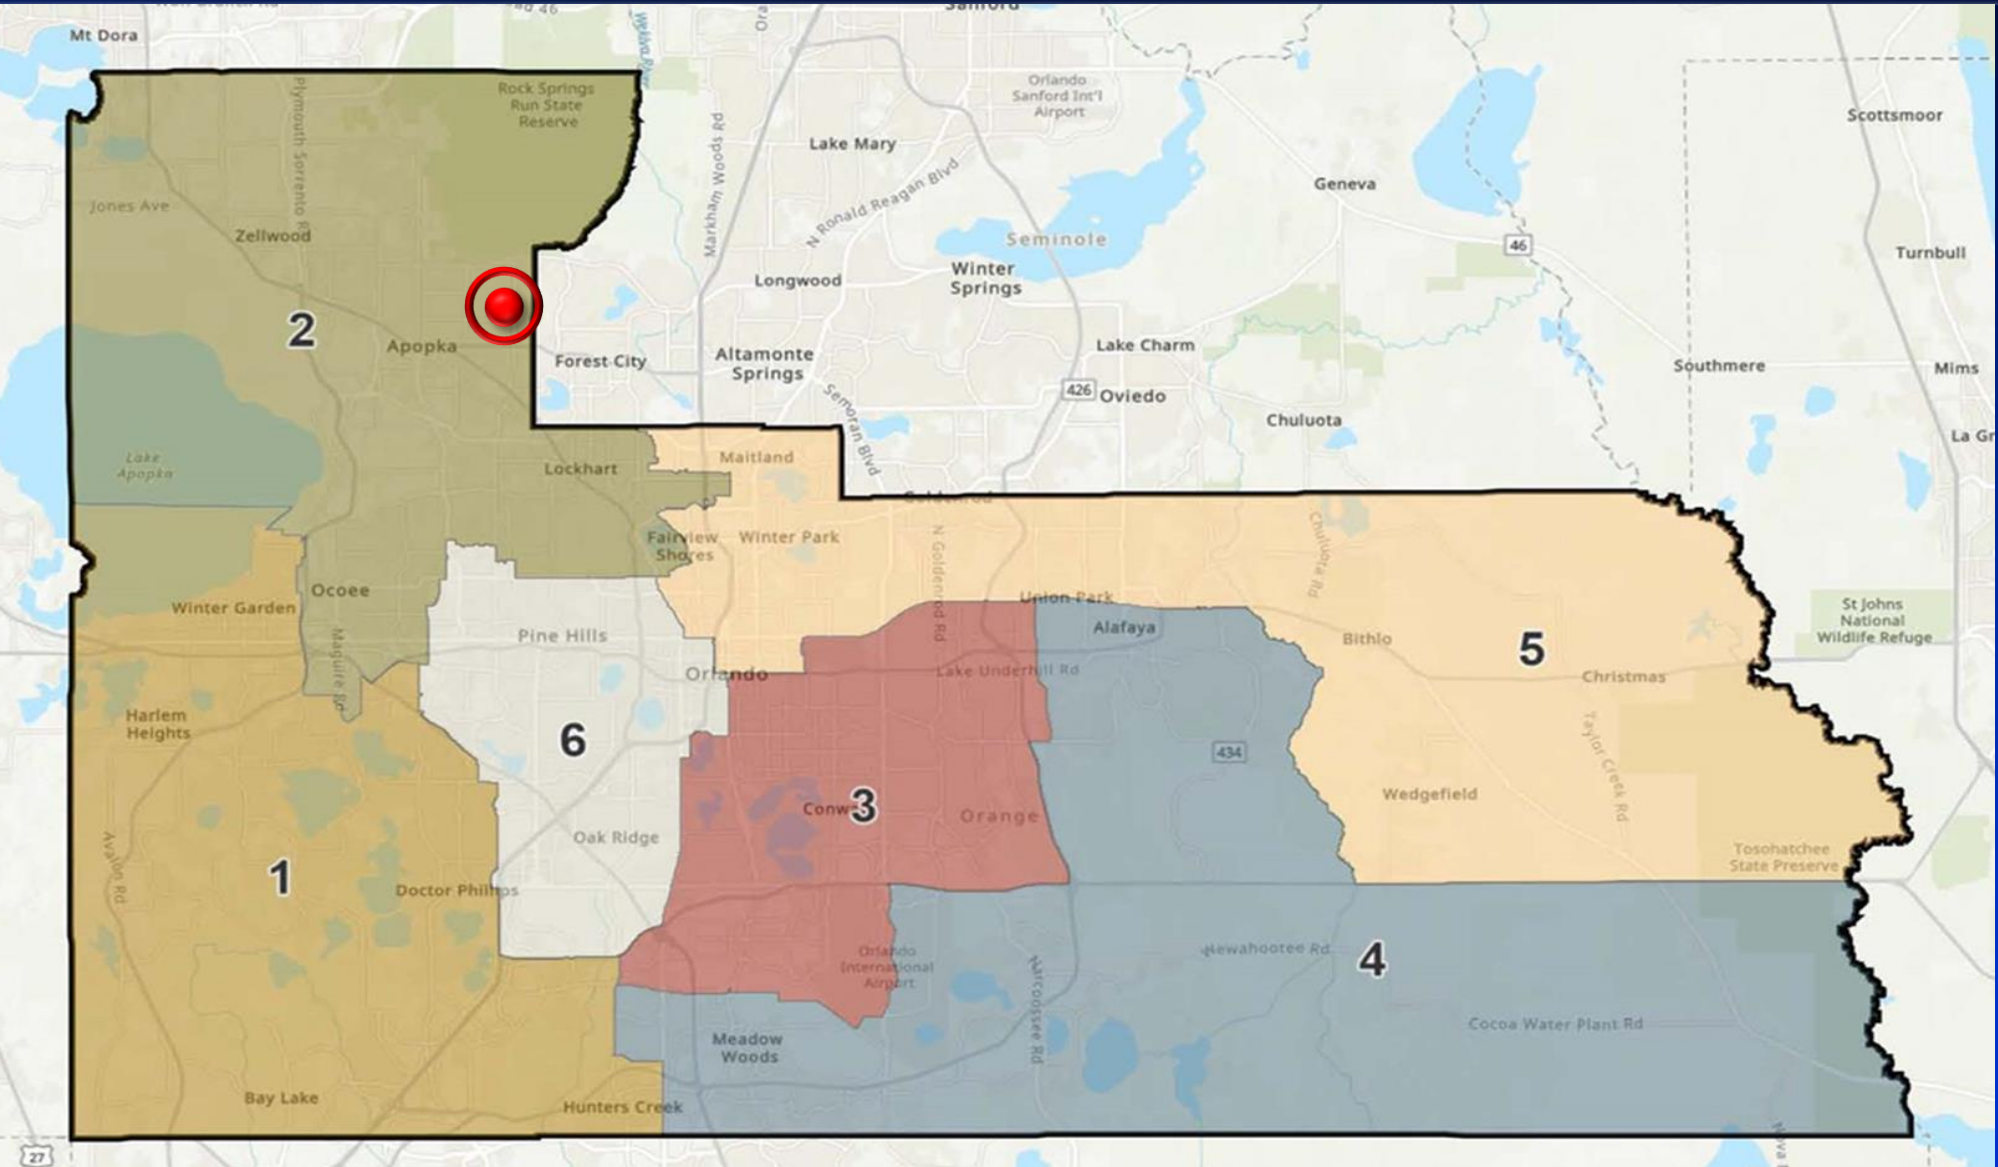 Sanford
Mt Dora
Rock Springs
Run State
Reserve
Orlando
Sanford Int'l
Airport
Scottsmoor
Plymouth Sorrento R
Markham Woods Rd
Lake Mary
N Ronald Reagan Blvd
Geneva
Jones Ave
Zellwood
Seminole
46
Turnbull
Longwood
Winter
Springs
2
Apopka
Forest City
Altamonte
Springs
Lake Charm
Southmere
Mims
426
Oviedo
Semoran Blvd
Chuluota
La Gr
Lake
Apopka
Lockhart
Maitland
Goldenrod
Fairview
Shores
Winter Park
N Goldenrod Rd
Chuluota Rd
Ocoee
Winter Garden
Union Park
St Johns
National
Wildlife Refuge
Pine Hills
Alafaya
Bithlo
5
Maguire Rd
Orlando
Lake Underhill Rd
Christmas
Harlem
Heights
6
434
Taylor Creek Rd
Conw
3
Orange
Wedgefield
Oak Ridge
Avalon Rd
1
Doctor Phillips
Tosohatchee
State Preserve
Orlando
International
Airport
Narcoossee Rd
Wewahootee Rd
4
Cocoa Water Plant Rd
Meadow
Woods
Bay Lake
Hunters Creek
27